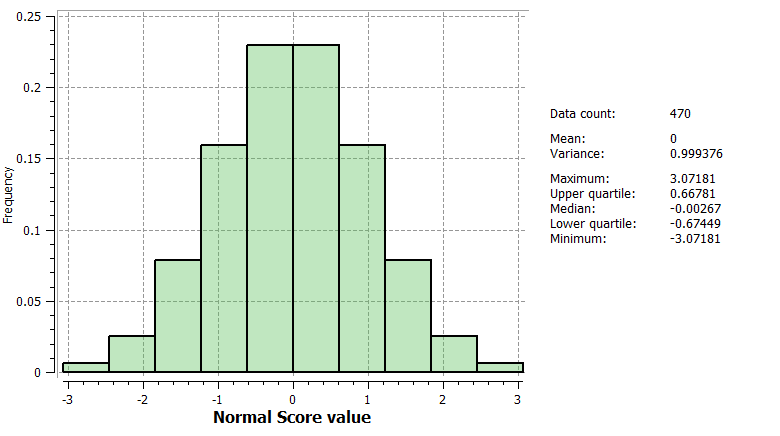 0.25
0.2
0.15
0.1
0.05
0
Frequency
-3 -2 -1 0 1 2 3
Normal Score value
Data count: 470
Mean: 0
Variance: 0.999376
Maximum: 3.07181
Upper quartile: 0.66781
Median: -0.00267
Lower quartile: -0.67449
Minimum: -3.07181